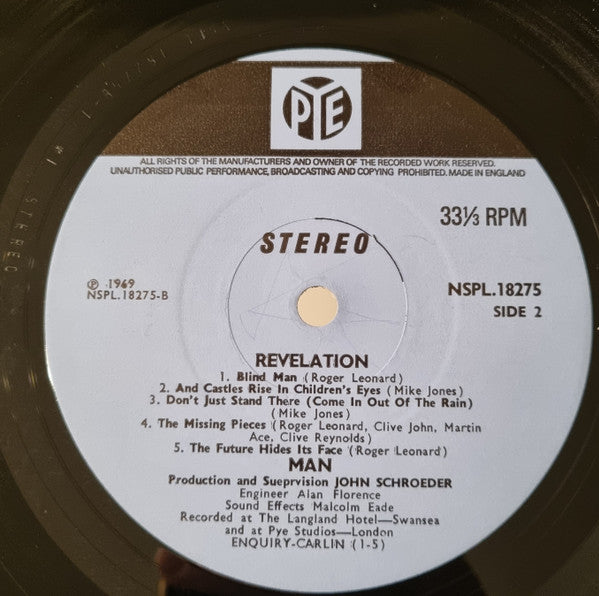 PYE
ALL RIGHTS OF THE MANUFACTURERS AND OWNER OF THE RECORDED WORK RESERVED.
UNAUTHORISED PUBLIC PERFORMANCE, BROADCASTING AND COPYING PROHIBITED. MADE IN ENGLAND
33⅓ RPM
STEREO
℗ 1969
NSPL.18275-B
NSPL.18275
SIDE 2
REVELATION
1. Blind Man (Roger Leonard)
2. And Castles Rise In Children's Eyes (Mike Jones)
3. Don't Just Stand There (Come In Out Of The Rain)
(Mike Jones)
4. The Missing Pieces (Roger Leonard, Clive John, Martin
Ace, Clive Reynolds)
5. The Future Hides Its Face (Roger Leonard)
MAN
Production and Sueprvision JOHN SCHROEDER
Engineer Alan Florence
Sound Effects Malcolm Eade
Recorded at The Langland Hotel—Swansea
and at Pye Studios—London
ENQUIRY-CARLIN (1-5)